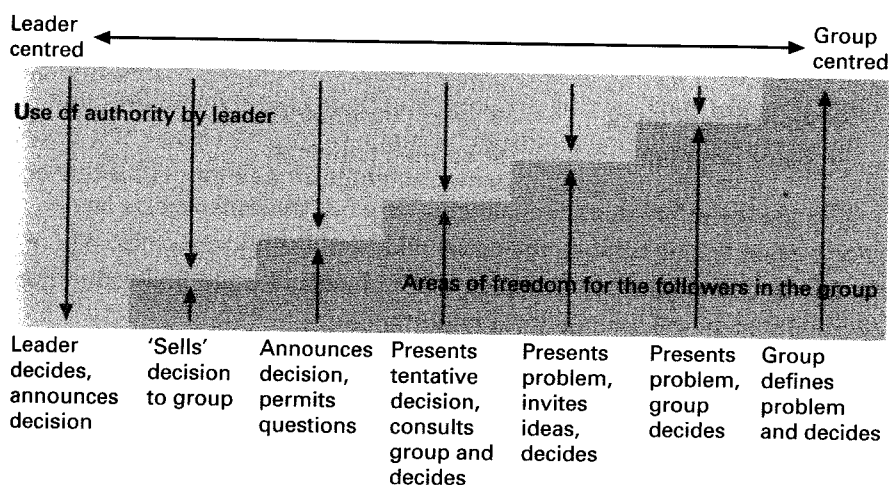 Leader
centred
Group
centred
Use of authority by leader
Areas of freedom for the followers in the group
Leader
decides,
announces
decision
'Sells'
decision
to group
Announces
decision,
permits
questions
Presents
tentative
decision,
consults
group and
decides
Presents
problem,
invites
ideas,
decides
Presents
problem,
group
decides
Group
defines
problem
and decides